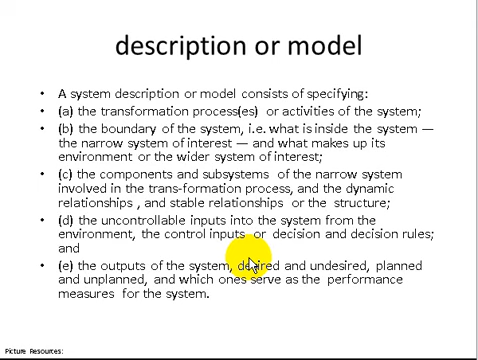 description or model
• A system description or model consists of specifying:
• (a) the transformation process(es) or activities of the system;
• (b) the boundary of the system, i.e. what is inside the system —
the narrow system of interest — and what makes up its
environment or the wider system of interest;
• (c) the components and subsystems of the narrow system
involved in the trans-formation process, and the dynamic
relationships , and stable relationships or the structure;
• (d) the uncontrollable inputs into the system from the
environment, the control inputs or decision and decision rules;
and
• (e) the outputs of the system, desired and undesired, planned
and unplanned, and which ones serve as the performance
measures for the system.
Picture Resources: